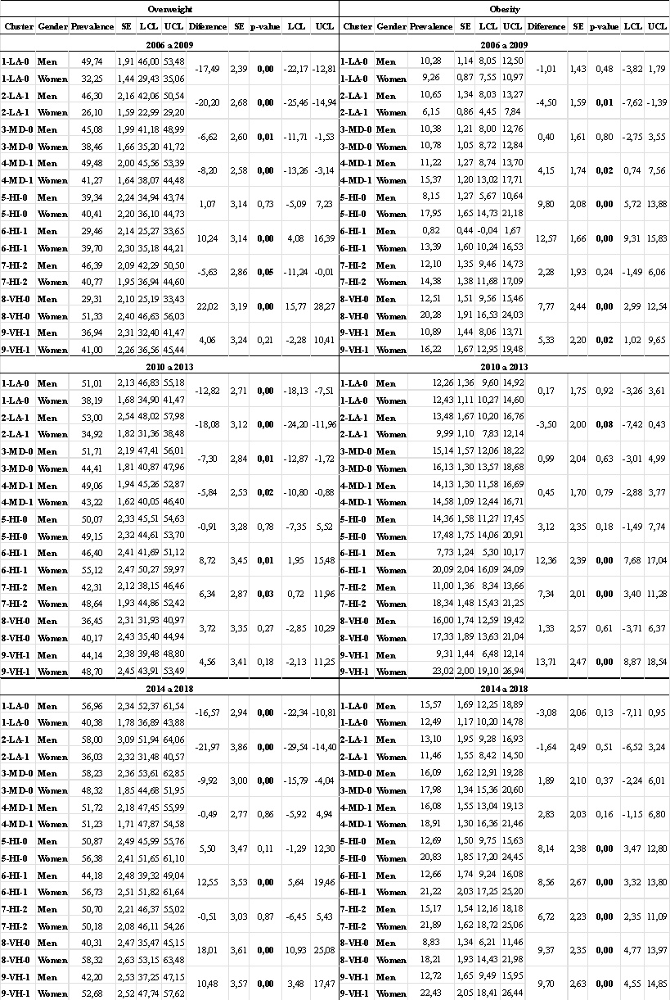 Overweight Obesity
Cluster Gender Prevalence SE LCL UCL Diference SE p-value LCL UCL Cluster Gender Prevalence SE LCL UCL Diference SE p-value LCL UCL
2006 a 2009 2006 a 2009
1-LA-0 Men 49,74 1,91 46,00 53,48 -17,49 2,39 0,00 -22,17 -12,81 1-LA-0 Men 10,28 1,14 8,05 12,50 -1,01 1,43 0,48 -3,82 1,79
1-LA-0 Women 32,25 1,44 29,43 35,06 1-LA-0 Women 9,26 0,87 7,55 10,97
2-LA-1 Men 46,30 2,16 42,06 50,54 -20,20 2,68 0,00 -25,46 -14,94 2-LA-1 Men 10,65 1,34 8,03 13,27 -4,50 1,59 0,01 -7,62 -1,39
2-LA-1 Women 26,10 1,59 22,99 29,20 2-LA-1 Women 6,15 0,86 4,45 7,84
3-MD-0 Men 45,08 1,99 41,18 48,99 -6,62 2,60 0,01 -11,71 -1,53 3-MD-0 Men 10,38 1,21 8,00 12,76 0,40 1,61 0,80 -2,75 3,55
3-MD-0 Women 38,46 1,66 35,20 41,72 3-MD-0 Women 10,78 1,05 8,72 12,84
4-MD-1 Men 49,48 2,00 45,56 53,39 -8,20 2,58 0,00 -13,26 -3,14 4-MD-1 Men 11,22 1,27 8,74 13,70 4,15 1,74 0,02 0,74 7,56
4-MD-1 Women 41,27 1,64 38,07 44,48 4-MD-1 Women 15,37 1,20 13,02 17,71
5-HI-0 Men 39,34 2,24 34,94 43,74 1,07 3,14 0,73 -5,09 7,23 5-HI-0 Men 8,15 1,27 5,67 10,64 9,80 2,08 0,00 5,72 13,88
5-HI-0 Women 40,41 2,20 36,10 44,73 5-HI-0 Women 17,95 1,65 14,73 21,18
6-HI-1 Men 29,46 2,14 25,27 33,65 10,24 3,14 0,00 4,08 16,39 6-HI-1 Men 0,82 0,44 -0,04 1,67 12,57 1,66 0,00 9,31 15,83
6-HI-1 Women 39,70 2,30 35,18 44,21 6-HI-1 Women 13,39 1,60 10,24 16,53
7-HI-2 Men 46,39 2,09 42,29 50,50 -5,63 2,86 0,05 -11,24 -0,01 7-HI-2 Men 12,10 1,35 9,46 14,73 2,28 1,93 0,24 -1,49 6,06
7-HI-2 Women 40,77 1,95 36,94 44,60 7-HI-2 Women 14,38 1,38 11,68 17,09
8-VH-0 Men 29,31 2,10 25,19 33,43 22,02 3,19 0,00 15,77 28,27 8-VH-0 Men 12,51 1,51 9,56 15,46 7,77 2,44 0,00 2,99 12,54
8-VH-0 Women 51,33 2,40 46,63 56,03 8-VH-0 Women 20,28 1,91 16,53 24,03
9-VH-1 Men 36,94 2,31 32,40 41,47 4,06 3,24 0,21 -2,28 10,41 9-VH-1 Men 10,89 1,44 8,06 13,71 5,33 2,20 0,02 1,02 9,65
9-VH-1 Women 41,00 2,26 36,56 45,44 9-VH-1 Women 16,22 1,67 12,95 19,48
2010 a 2013 2010 a 2013
1-LA-0 Men 51,01 2,13 46,83 55,18 -12,82 2,71 0,00 -18,13 -7,51 1-LA-0 Men 12,26 1,36 9,60 14,92 0,17 1,75 0,92 -3,26 3,61
1-LA-0 Women 38,19 1,68 34,90 41,47 1-LA-0 Women 12,43 1,11 10,27 14,60
2-LA-1 Men 53,00 2,54 48,02 57,98 -18,08 3,12 0,00 -24,20 -11,96 2-LA-1 Men 13,48 1,67 10,20 16,76 -3,50 2,00 0,08 -7,42 0,43
2-LA-1 Women 34,92 1,82 31,36 38,48 2-LA-1 Women 9,99 1,10 7,83 12,14
3-MD-0 Men 51,71 2,19 47,41 56,01 -7,30 2,84 0,01 -12,87 -1,72 3-MD-0 Men 15,14 1,57 12,06 18,22 0,99 2,04 0,63 -3,01 4,99
3-MD-0 Women 44,41 1,81 40,87 47,96 3-MD-0 Women 16,13 1,30 13,57 18,68
4-MD-1 Men 49,06 1,94 45,26 52,87 -5,84 2,53 0,02 -10,80 -0,88 4-MD-1 Men 14,13 1,30 11,58 16,69 0,45 1,70 0,79 -2,88 3,77
4-MD-1 Women 43,22 1,62 40,05 46,40 4-MD-1 Women 14,58 1,09 12,44 16,71
5-HI-0 Men 50,07 2,33 45,51 54,63 -0,91 3,28 0,78 -7,35 5,52 5-HI-0 Men 14,36 1,58 11,27 17,45 3,12 2,35 0,18 -1,49 7,74
5-HI-0 Women 49,15 2,32 44,61 53,70 5-HI-0 Women 17,48 1,75 14,06 20,91
6-HI-1 Men 46,40 2,41 41,69 51,12 8,72 3,45 0,01 1,95 15,48 6-HI-1 Men 7,73 1,24 5,30 10,17 12,36 2,39 0,00 7,68 17,04
6-HI-1 Women 55,12 2,47 50,27 59,97 6-HI-1 Women 20,09 2,04 16,09 24,09
7-HI-2 Men 42,31 2,12 38,15 46,46 6,34 2,87 0,03 0,72 11,96 7-HI-2 Men 11,00 1,36 8,34 13,66 7,34 2,01 0,00 3,40 11,28
7-HI-2 Women 48,64 1,93 44,86 52,42 7-HI-2 Women 18,34 1,48 15,43 21,25
8-VH-0 Men 36,45 2,31 31,93 40,97 3,72 3,35 0,27 -2,85 10,29 8-VH-0 Men 16,00 1,74 12,59 19,42 1,33 2,57 0,61 -3,71 6,37
8-VH-0 Women 40,17 2,43 35,40 44,94 8-VH-0 Women 17,33 1,89 13,63 21,04
9-VH-1 Men 44,14 2,38 39,48 48,80 4,56 3,41 0,18 -2,13 11,25 9-VH-1 Men 9,31 1,44 6,48 12,14 13,71 2,47 0,00 8,87 18,54
9-VH-1 Women 48,70 2,45 43,91 53,49 9-VH-1 Women 23,02 2,00 19,10 26,94
2014 a 2018 2014 a 2018
1-LA-0 Men 56,96 2,34 52,37 61,54 -16,57 2,94 0,00 -22,34 -10,81 1-LA-0 Men 15,57 1,69 12,25 18,89 -3,08 2,06 0,13 -7,11 0,95
1-LA-0 Women 40,38 1,78 36,89 43,88 1-LA-0 Women 12,49 1,17 10,20 14,78
2-LA-1 Men 58,00 3,09 51,94 64,06 -21,97 3,86 0,00 -29,54 -14,40 2-LA-1 Men 13,10 1,95 9,28 16,93 -1,64 2,49 0,51 -6,52 3,24
2-LA-1 Women 36,03 2,32 31,48 40,57 2-LA-1 Women 11,46 1,55 8,42 14,50
3-MD-0 Men 58,23 2,36 53,61 62,85 -9,92 3,00 0,00 -15,79 -4,04 3-MD-0 Men 16,09 1,62 12,91 19,28 1,89 2,10 0,37 -2,24 6,01
3-MD-0 Women 48,32 1,85 44,68 51,95 3-MD-0 Women 17,98 1,34 15,36 20,60
4-MD-1 Men 51,72 2,18 47,45 55,99 -0,49 2,77 0,86 -5,92 4,94 4-MD-1 Men 16,08 1,55 13,04 19,13 2,83 2,03 0,16 -1,15 6,80
4-MD-1 Women 51,23 1,71 47,87 54,58 4-MD-1 Women 18,91 1,30 16,36 21,46
5-HI-0 Men 50,87 2,49 45,99 55,76 5,50 3,47 0,11 -1,29 12,30 5-HI-0 Men 12,69 1,50 9,75 15,63 8,14 2,38 0,00 3,47 12,80
5-HI-0 Women 56,38 2,41 51,65 61,10 5-HI-0 Women 20,83 1,85 17,20 24,45
6-HI-1 Men 44,18 2,48 39,32 49,04 12,55 3,53 0,00 5,64 19,46 6-HI-1 Men 12,66 1,74 9,24 16,08 8,56 2,67 0,00 3,32 13,80
6-HI-1 Women 56,73 2,51 51,82 61,64 6-HI-1 Women 21,22 2,03 17,25 25,20
7-HI-2 Men 50,70 2,21 46,37 55,02 -0,51 3,03 0,87 -6,45 5,43 7-HI-2 Men 15,17 1,54 12,16 18,18 6,72 2,23 0,00 2,35 11,09
7-HI-2 Women 50,18 2,08 46,11 54,26 7-HI-2 Women 21,89 1,62 18,72 25,06
8-VH-0 Men 40,31 2,47 35,47 45,15 18,01 3,61 0,00 10,93 25,08 8-VH-0 Men 8,83 1,34 6,21 11,46 9,37 2,35 0,00 4,77 13,97
8-VH-0 Women 58,32 2,63 53,15 63,48 8-VH-0 Women 18,21 1,93 14,43 21,98
9-VH-1 Men 42,20 2,53 37,25 47,15 10,48 3,57 0,00 3,48 17,47 9-VH-1 Men 12,72 1,65 9,49 15,95 9,70 2,63 0,00 4,55 14,85
9-VH-1 Women 52,68 2,52 47,74 57,62 9-VH-1 Women 22,43 2,05 18,41 26,44